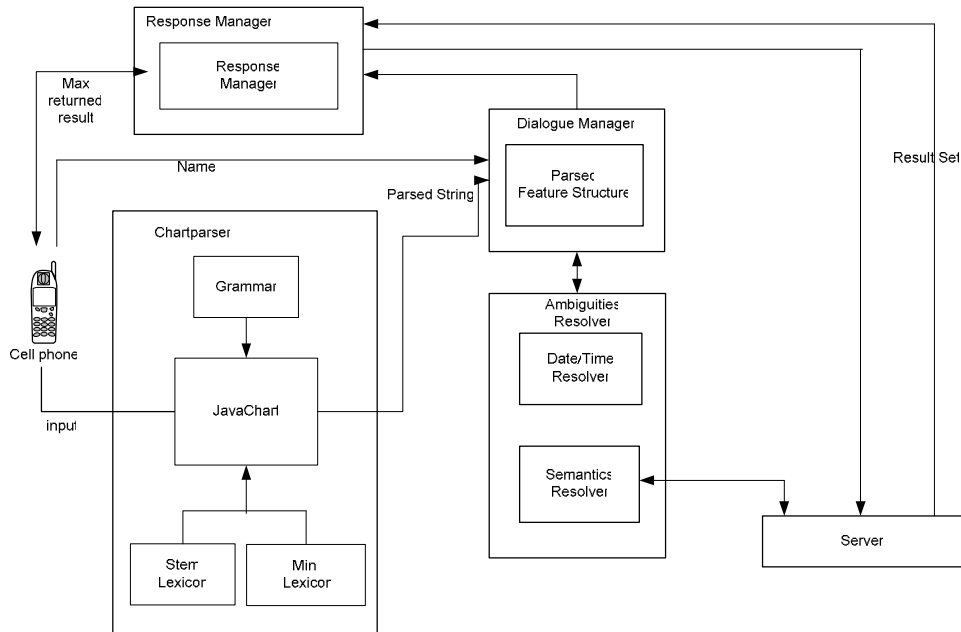 Response Manager
Response
Manager
Max
returned
result
Name
Dialogue Manager
Parsed
Feature Structure
Parsed String
Result Set
Chartparser
Grammar
JavaChart
Cell phone
input
Stem
Lexicon
Min
Lexicon
Ambiguities
Resolver
Date/Time
Resolver
Semantics
Resolver
Server